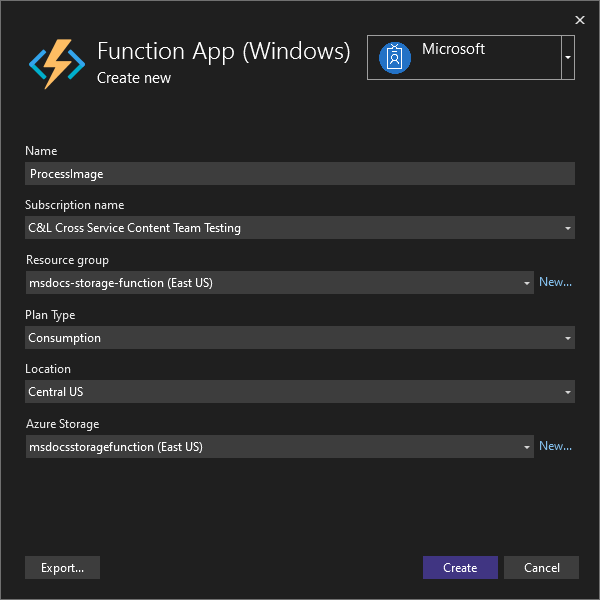 Function App (Windows)
Create new
Microsoft
Name
ProcessImage
Subscription name
C&L Cross Service Content Team Testing
Resource group
msdocs-storage-function (East US)
New...
Plan Type
Consumption
Location
Central US
Azure Storage
msdocsstoragefunction (East US)
New...
Export...
Create
Cancel